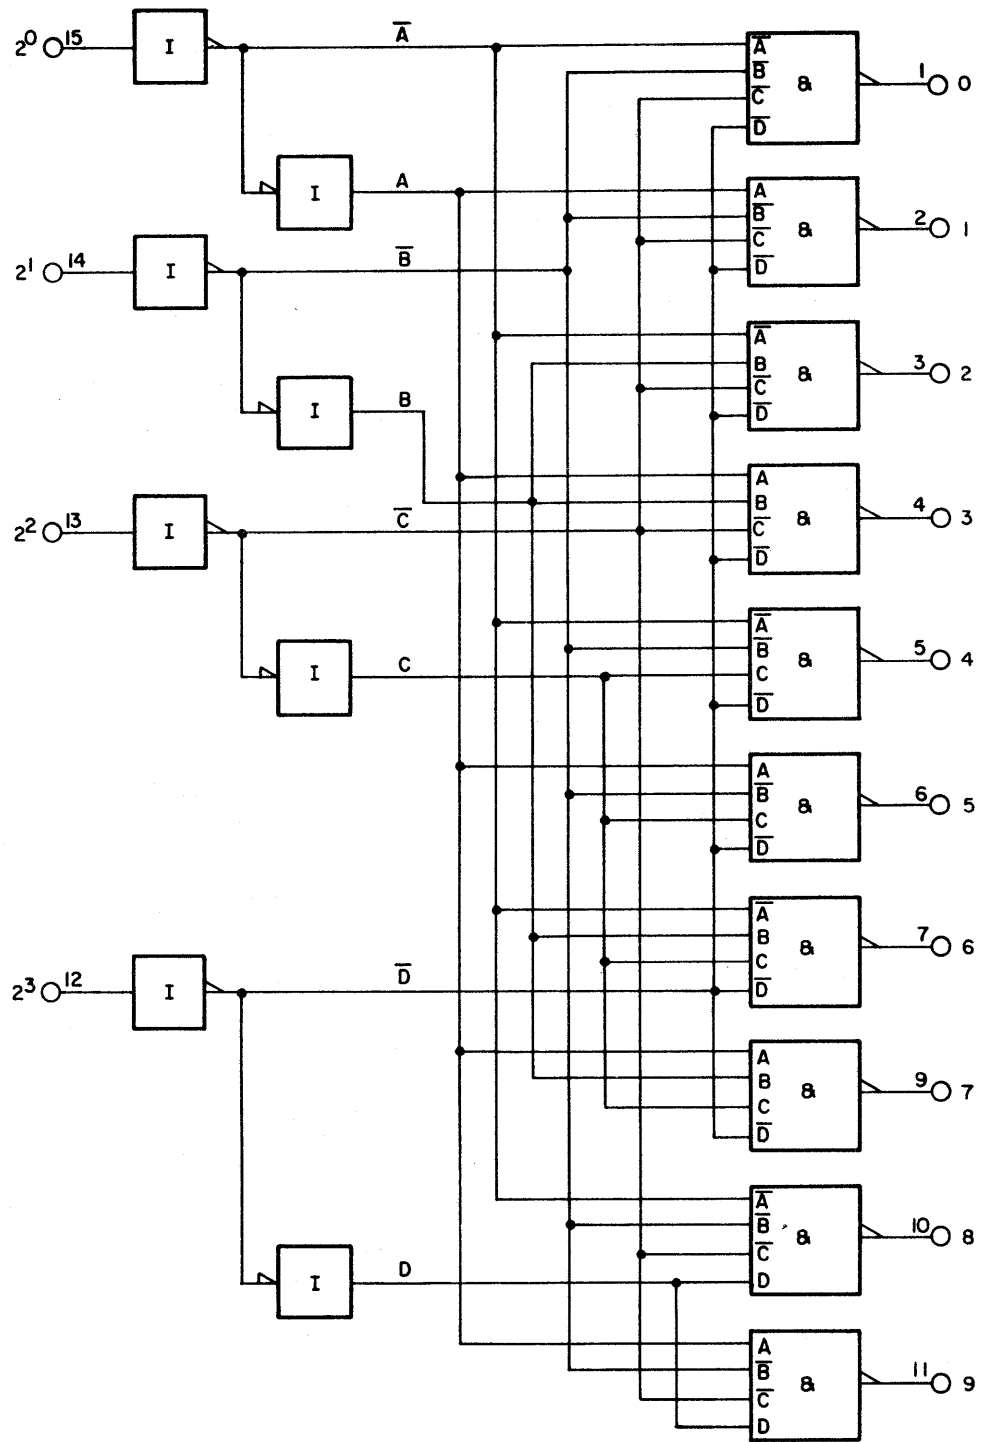 2⁰ 15 I A̅
A̅ B̅ C̅ D̅ & 1 0
I A
A B̅ C̅ D̅ & 2 1
2¹ 14 I B̅
A̅ B C̅ D̅ & 3 2
I B
A B C̅ D̅ & 4 3
2² 13 I C̅
A̅ B̅ C D̅ & 5 4
I C
A B̅ C D̅ & 6 5
A̅ B C D̅ & 7 6
2³ 12 I D̅
A B C D̅ & 9 7
A̅ B̅ C̅ D & 10 8
I D
A B̅ C̅ D & 11 9